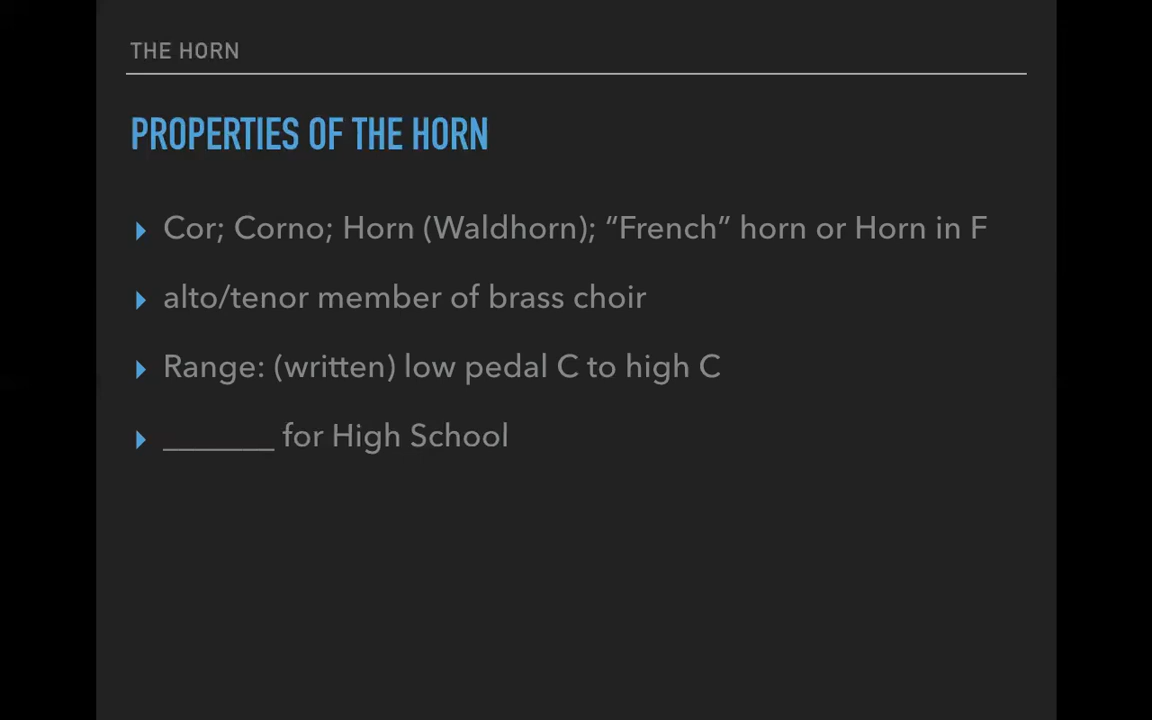 THE HORN
PROPERTIES OF THE HORN
Cor; Corno; Horn (Waldhorn); “French” horn or Horn in F
alto/tenor member of brass choir
Range: (written) low pedal C to high C
_______ for High School